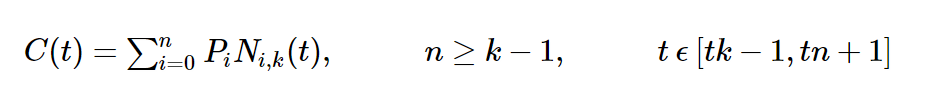 C(t) = ∑ⁿᵢ₌₀ PᵢNᵢ,ₖ(t), n ≥ k − 1, t ϵ [tk − 1, tn + 1]